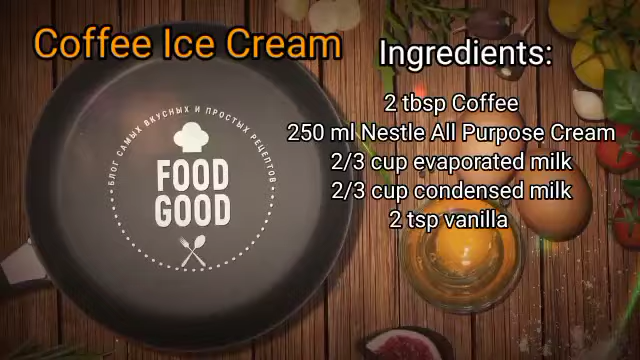 Coffee Ice Cream
Ingredients:
2 tbsp Coffee
250 ml Nestle All Purpose Cream
2/3 cup evaporated milk
2/3 cup condensed milk
2 tsp vanilla
БЛОГ САМЫХ ВКУСНЫХ И ПРОСТЫХ РЕЦЕПТОВ
FOOD
GOOD